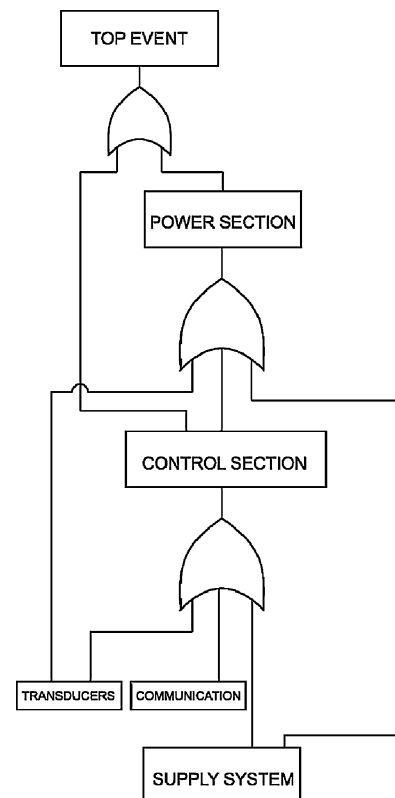 TOP EVENT
POWER SECTION
CONTROL SECTION
TRANSDUCERS
COMMUNICATION
SUPPLY SYSTEM